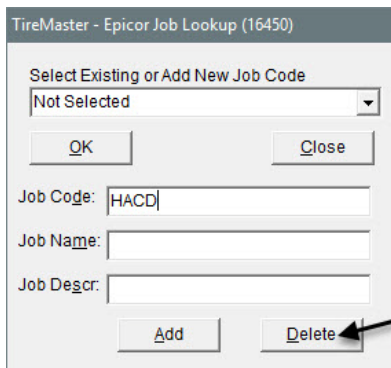 TireMaster - Epicor Job Lookup (16450)
Select Existing or Add New Job Code
Not Selected
OK Close
Job Code: HACD
Job Name:
Job Descr:
Add Delete